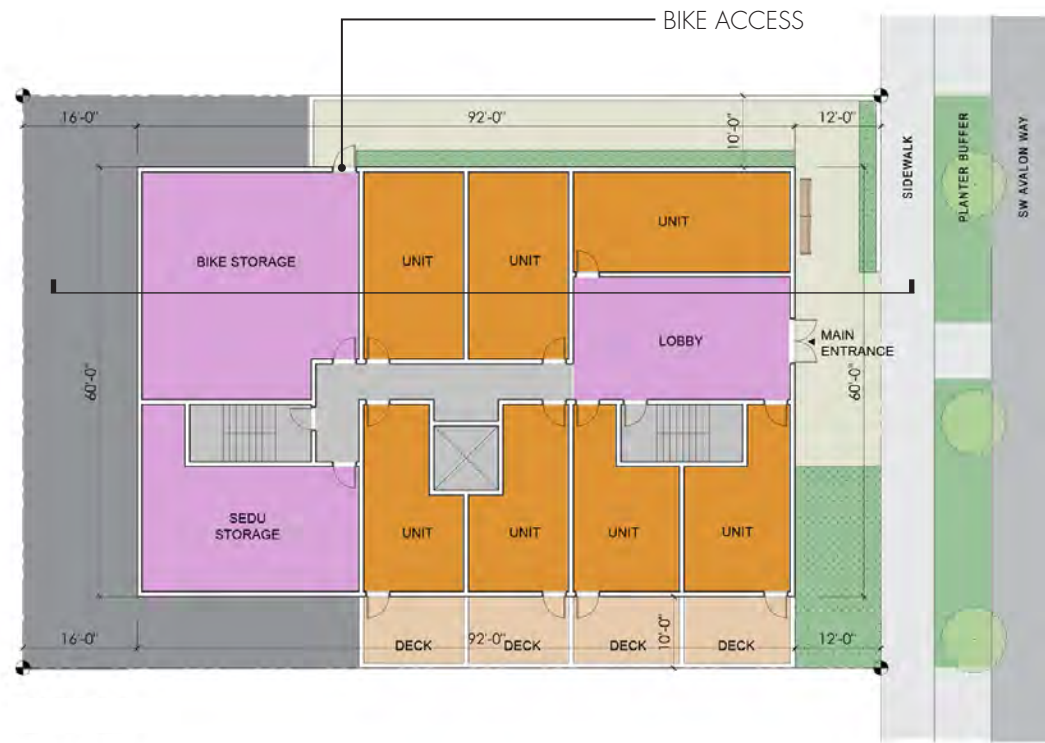 BIKE ACCESS
16'-0"
92'-0"
12'-0"
10'-0"
SIDEWALK
PLANTER BUFFER
SW AVALON WAY
UNIT
BIKE STORAGE
UNIT
UNIT
LOBBY
MAIN
ENTRANCE
60'-0"
60'-0"
SEDU
STORAGE
UNIT
UNIT
UNIT
UNIT
16'-0"
92'-0"
10'-0"
12'-0"
DECK
DECK
DECK
DECK